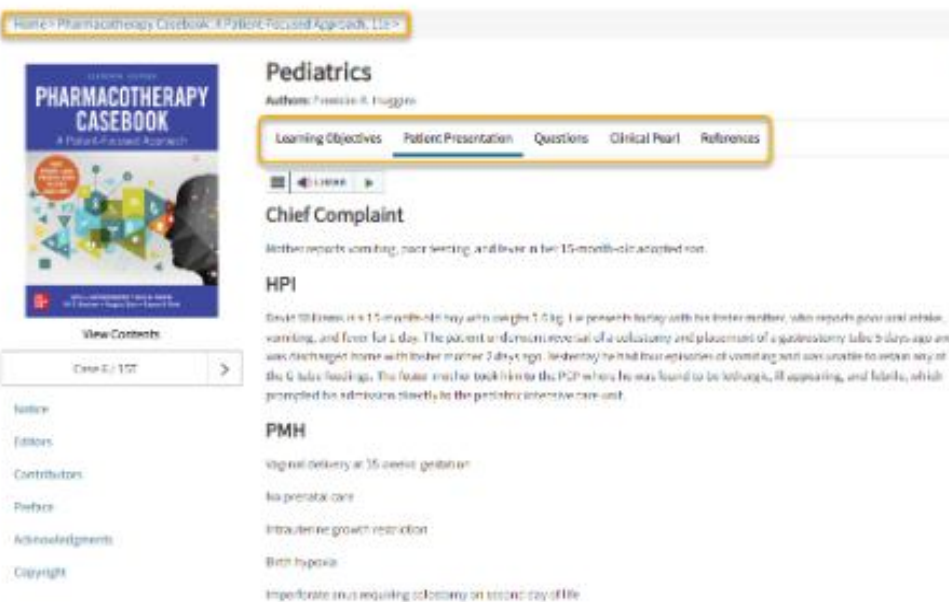 Home > Pharmacotherapy Casebook: A Patient-Focused Approach, 11e >
PHARMACOTHERAPY
CASEBOOK
A Patient-Focused Approach
View Contents
Notice
Editors
Contributors
Preface
Acknowledgments
Copyright
Pediatrics
Authors:
Learning Objectives Patient Presentation Questions Clinical Pearl References
LISTEN
Chief Complaint
Mother reports vomiting, poor feeding, and fever in her 15-month-old adopted son.
HPI
David Williams is a 15-month-old boy who weighs kg. He presents today with his foster mother, who reports poor oral intake,
vomiting, and fever for 1 day. The patient underwent reversal of a colostomy and placement of a gastrostomy tube 5 days ago and
was discharged home with foster mother 2 days ago. Yesterday he had four episodes of vomiting and was unable to retain any of
the G-tube feedings. The foster mother took him to the PCP where he was found to be lethargic, ill appearing, and febrile, which
prompted his admission directly to the pediatric intensive care unit.
PMH
Vaginal delivery at weeks gestation
No prenatal care
Intrauterine growth restriction
Birth hypoxia
Imperforate anus requiring colostomy on second day of life